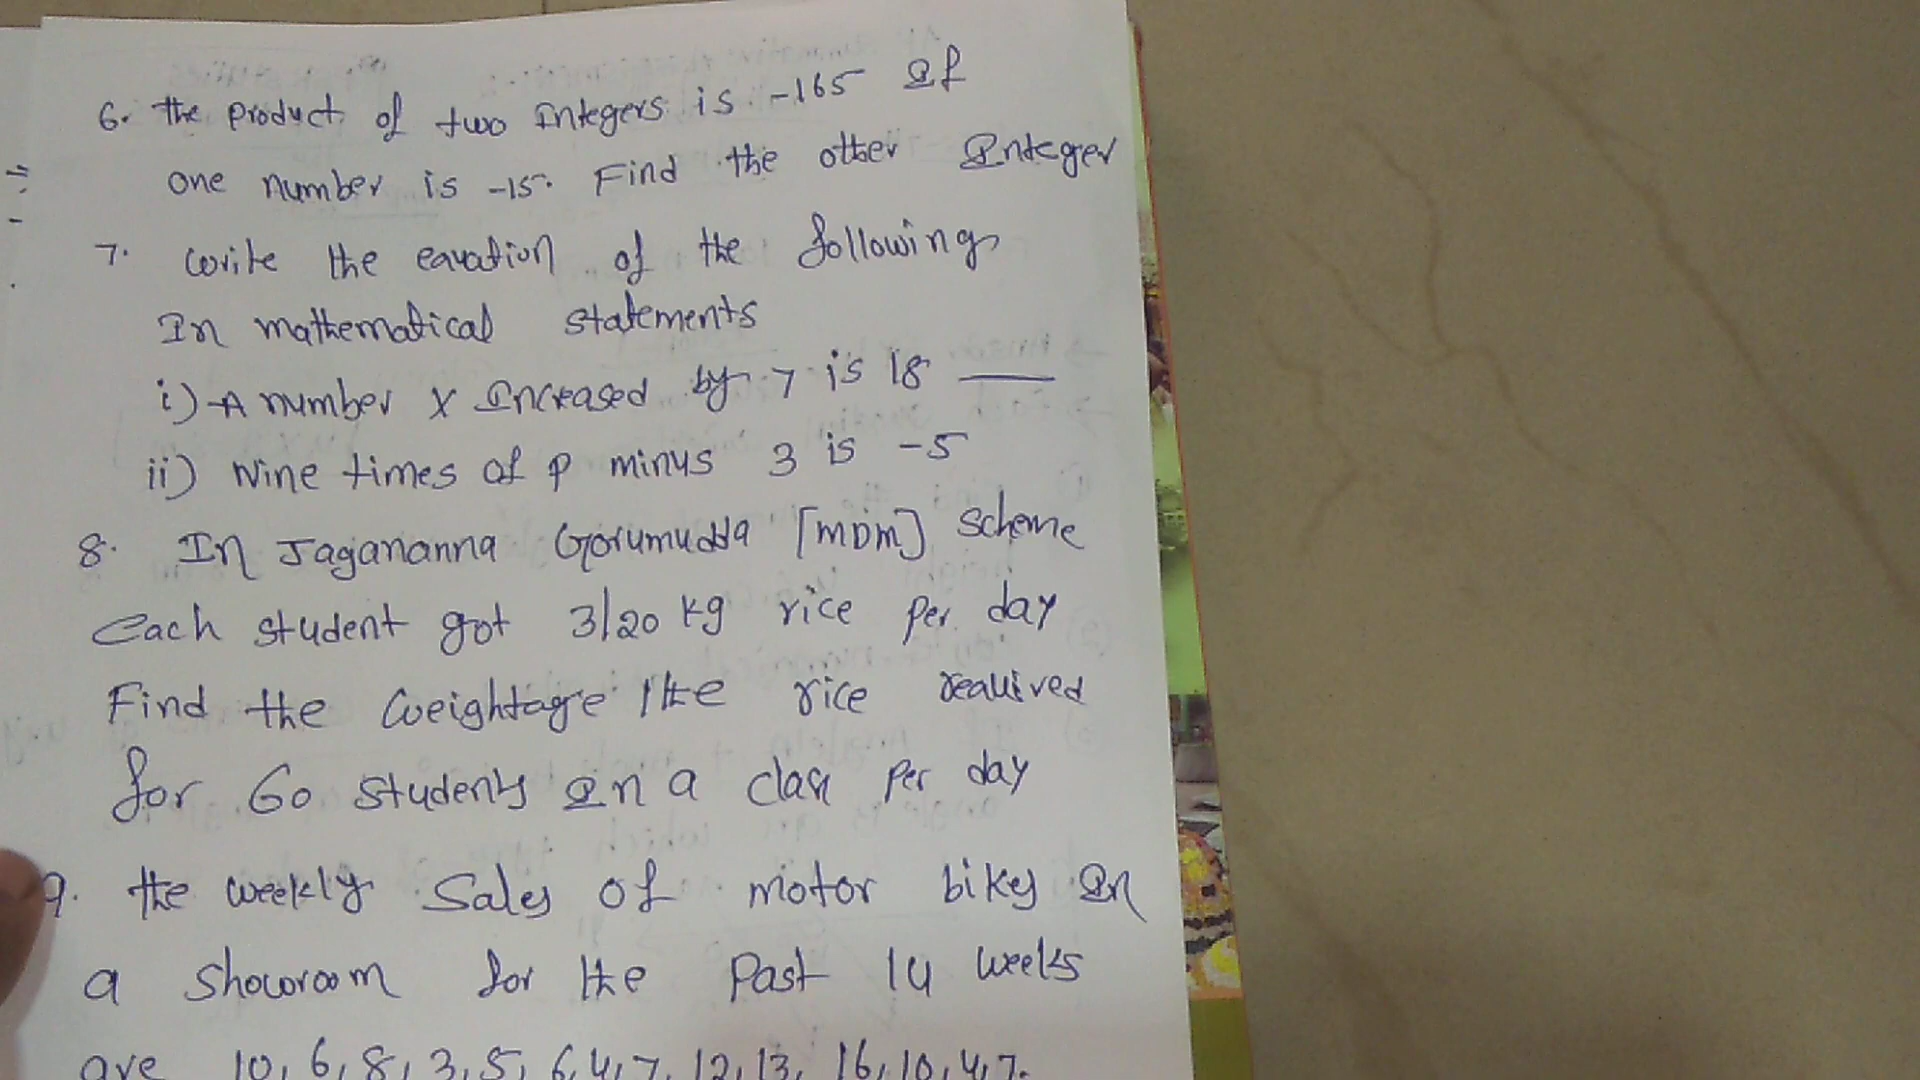 6. the product of two integers is -165 If
one number is -15. Find the other Integer
7. write the eauation of the followings
In mathematical statements
i) A number x Increased by 7 is 18 ____
ii) Nine times of p minus 3 is -5
8. In Jagananna Gorumudda [MDM] scheme
each student got 3/20 kg rice per day
Find the weightage the rice reauired
for 60 students In a class per day
9. the weekly sales of motor bikes In
a showroom for the Past 14 weeks
are 10, 6, 8, 3, 5, 6, 4, 7, 12, 13, 16, 10, 4, 7.